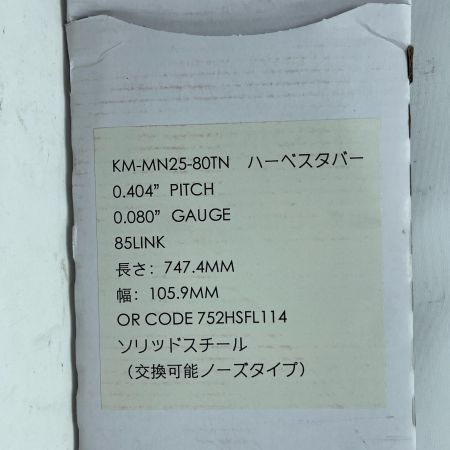 KM-MN25-80TN ハーベスタバー
0.404” PITCH
0.080” GAUGE
85LINK
長さ: 747.4MM
幅: 105.9MM
OR CODE 752HSFL114
ソリッドスチール
（交換可能ノーズタイプ）